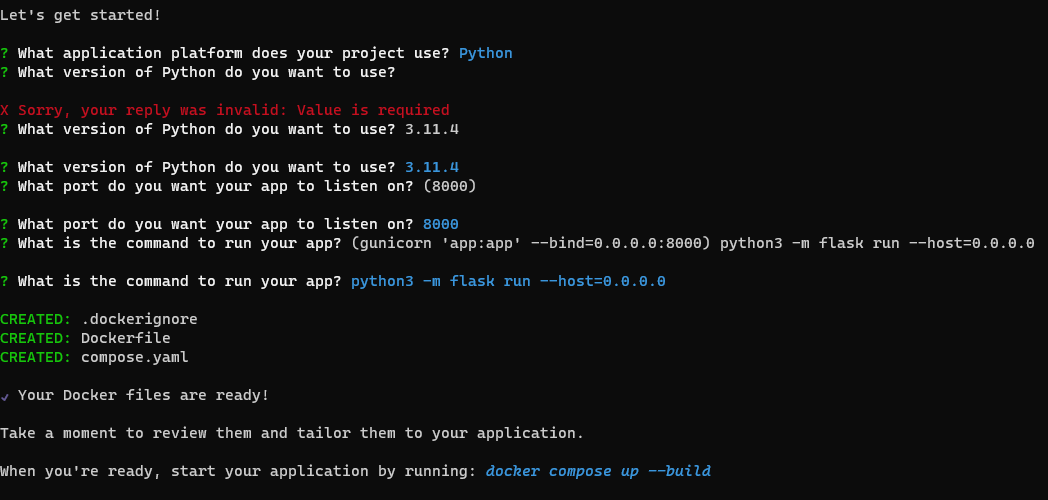 Let's get started!
? What application platform does your project use? Python
? What version of Python do you want to use?
X Sorry, your reply was invalid: Value is required
? What version of Python do you want to use? 3.11.4
? What version of Python do you want to use? 3.11.4
? What port do you want your app to listen on? (8000)
? What port do you want your app to listen on? 8000
? What is the command to run your app? (gunicorn 'app:app' --bind=0.0.0.0:8000) python3 -m flask run --host=0.0.0.0
? What is the command to run your app? python3 -m flask run --host=0.0.0.0
CREATED: .dockerignore
CREATED: Dockerfile
CREATED: compose.yaml
✓ Your Docker files are ready!
Take a moment to review them and tailor them to your application.
When you're ready, start your application by running: docker compose up --build